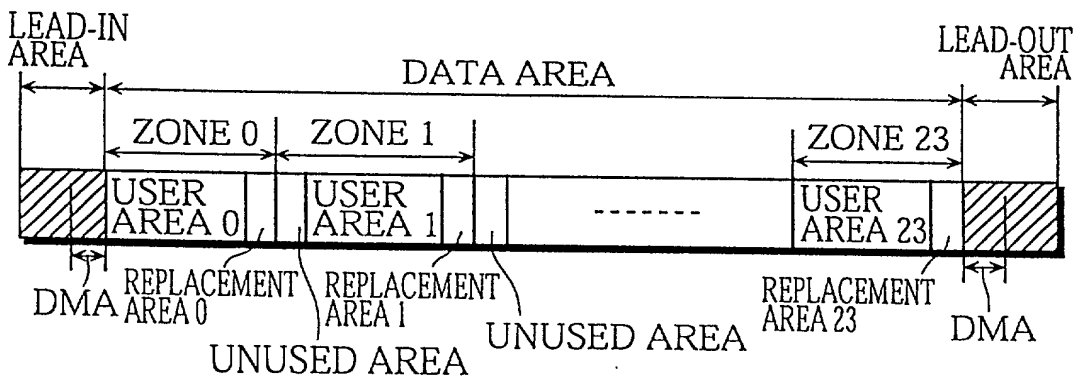 LEAD-IN
AREA
DATA AREA
LEAD-OUT
AREA
ZONE 0
ZONE 1
ZONE 23
USER
AREA 0
USER
AREA 1
USER
AREA 23
DMA
REPLACEMENT
AREA 0
UNUSED AREA
REPLACEMENT
AREA 1
UNUSED AREA
REPLACEMENT
AREA 23
DMA